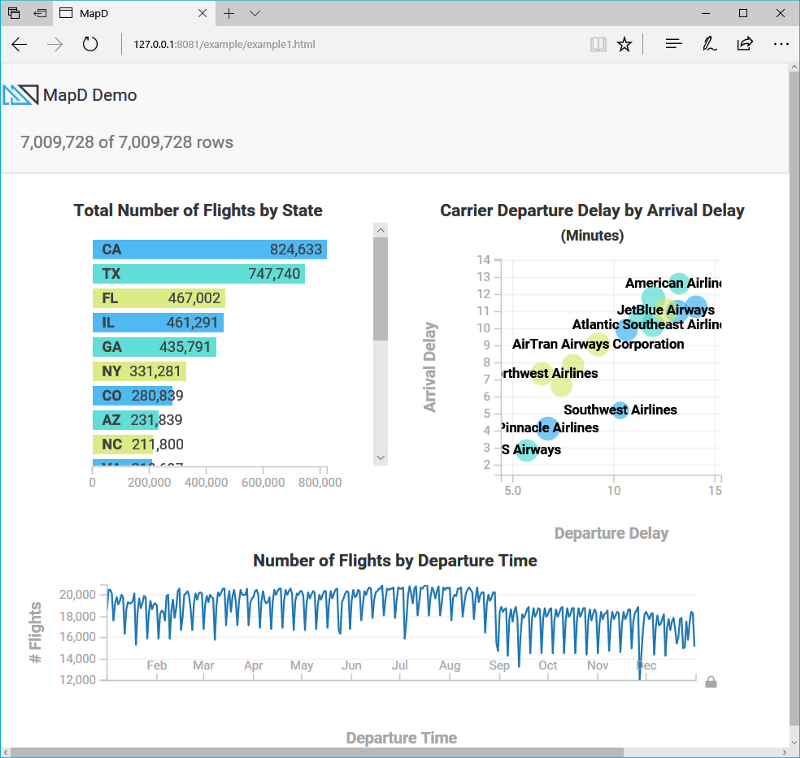 MapD
127.0.0.1:8081/example/example1.html
MapD Demo
7,009,728 of 7,009,728 rows
Total Number of Flights by State
CA 824,633
TX 747,740
FL 467,002
IL 461,291
GA 435,791
NY 331,281
CO 280,839
AZ 231,839
NC 211,800
0 200,000 400,000 600,000 800,000
Carrier Departure Delay by Arrival Delay
(Minutes)
Arrival Delay
14
13
12
11
10
9
8
7
6
5
4
3
2
American Airline
JetBlue Airways
Atlantic Southeast Airline
AirTran Airways Corporation
rthwest Airlines
Southwest Airlines
Pinnacle Airlines
S Airways
5.0 10 15
Departure Delay
Number of Flights by Departure Time
# Flights
20,000
18,000
16,000
14,000
12,000
Feb Mar Apr May Jun Jul Aug Sep Oct Nov Dec
Departure Time